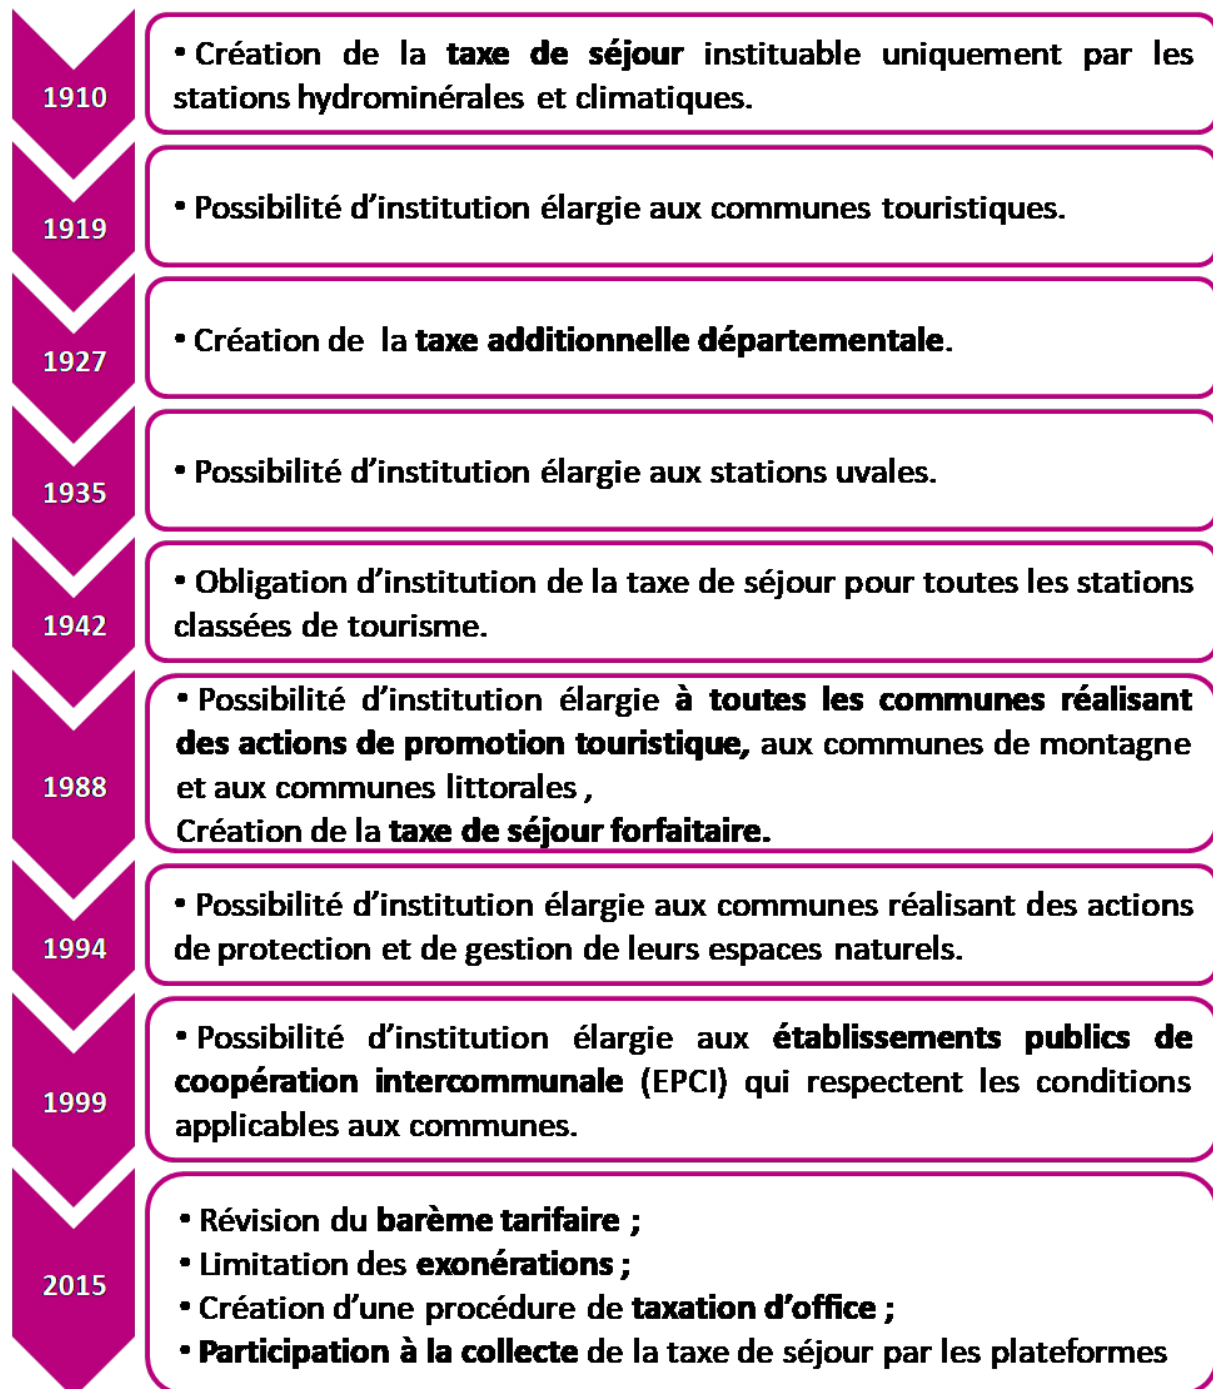 1910
• Création de la taxe de séjour instituable uniquement par les
stations hydrominérales et climatiques.
1919
• Possibilité d'institution élargie aux communes touristiques.
1927
• Création de la taxe additionnelle départementale.
1935
• Possibilité d'institution élargie aux stations uvales.
1942
• Obligation d'institution de la taxe de séjour pour toutes les stations
classées de tourisme.
1988
• Possibilité d'institution élargie à toutes les communes réalisant
des actions de promotion touristique, aux communes de montagne
et aux communes littorales ,
Création de la taxe de séjour forfaitaire.
1994
• Possibilité d'institution élargie aux communes réalisant des actions
de protection et de gestion de leurs espaces naturels.
1999
• Possibilité d'institution élargie aux établissements publics de
coopération intercommunale (EPCI) qui respectent les conditions
applicables aux communes.
2015
• Révision du barème tarifaire ;
• Limitation des exonérations ;
• Création d'une procédure de taxation d'office ;
• Participation à la collecte de la taxe de séjour par les plateformes